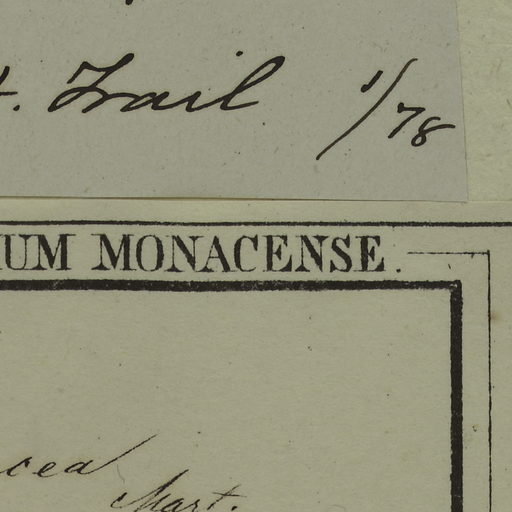 . Trail 1/78
UM MONACENSE.
cea
Mart.